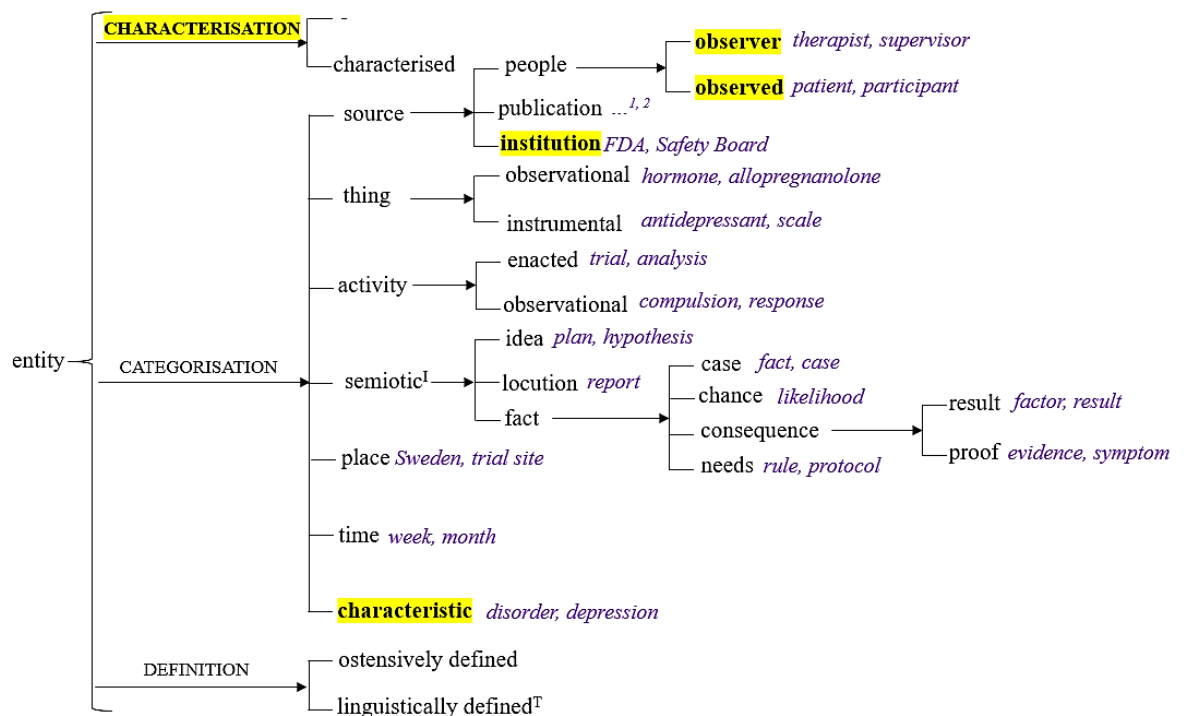 CHARACTERISATION
-
characterised
people
observer therapist, supervisor
observed patient, participant
source
publication ...1, 2
institution FDA, Safety Board
thing
observational hormone, allopregnanolone
instrumental antidepressant, scale
activity
enacted trial, analysis
observational compulsion, response
entity
CATEGORISATION
semioticI
idea plan, hypothesis
locution report
fact
case fact, case
chance likelihood
consequence
result factor, result
proof evidence, symptom
needs rule, protocol
place Sweden, trial site
time week, month
characteristic disorder, depression
DEFINITION
ostensively defined
linguistically definedT